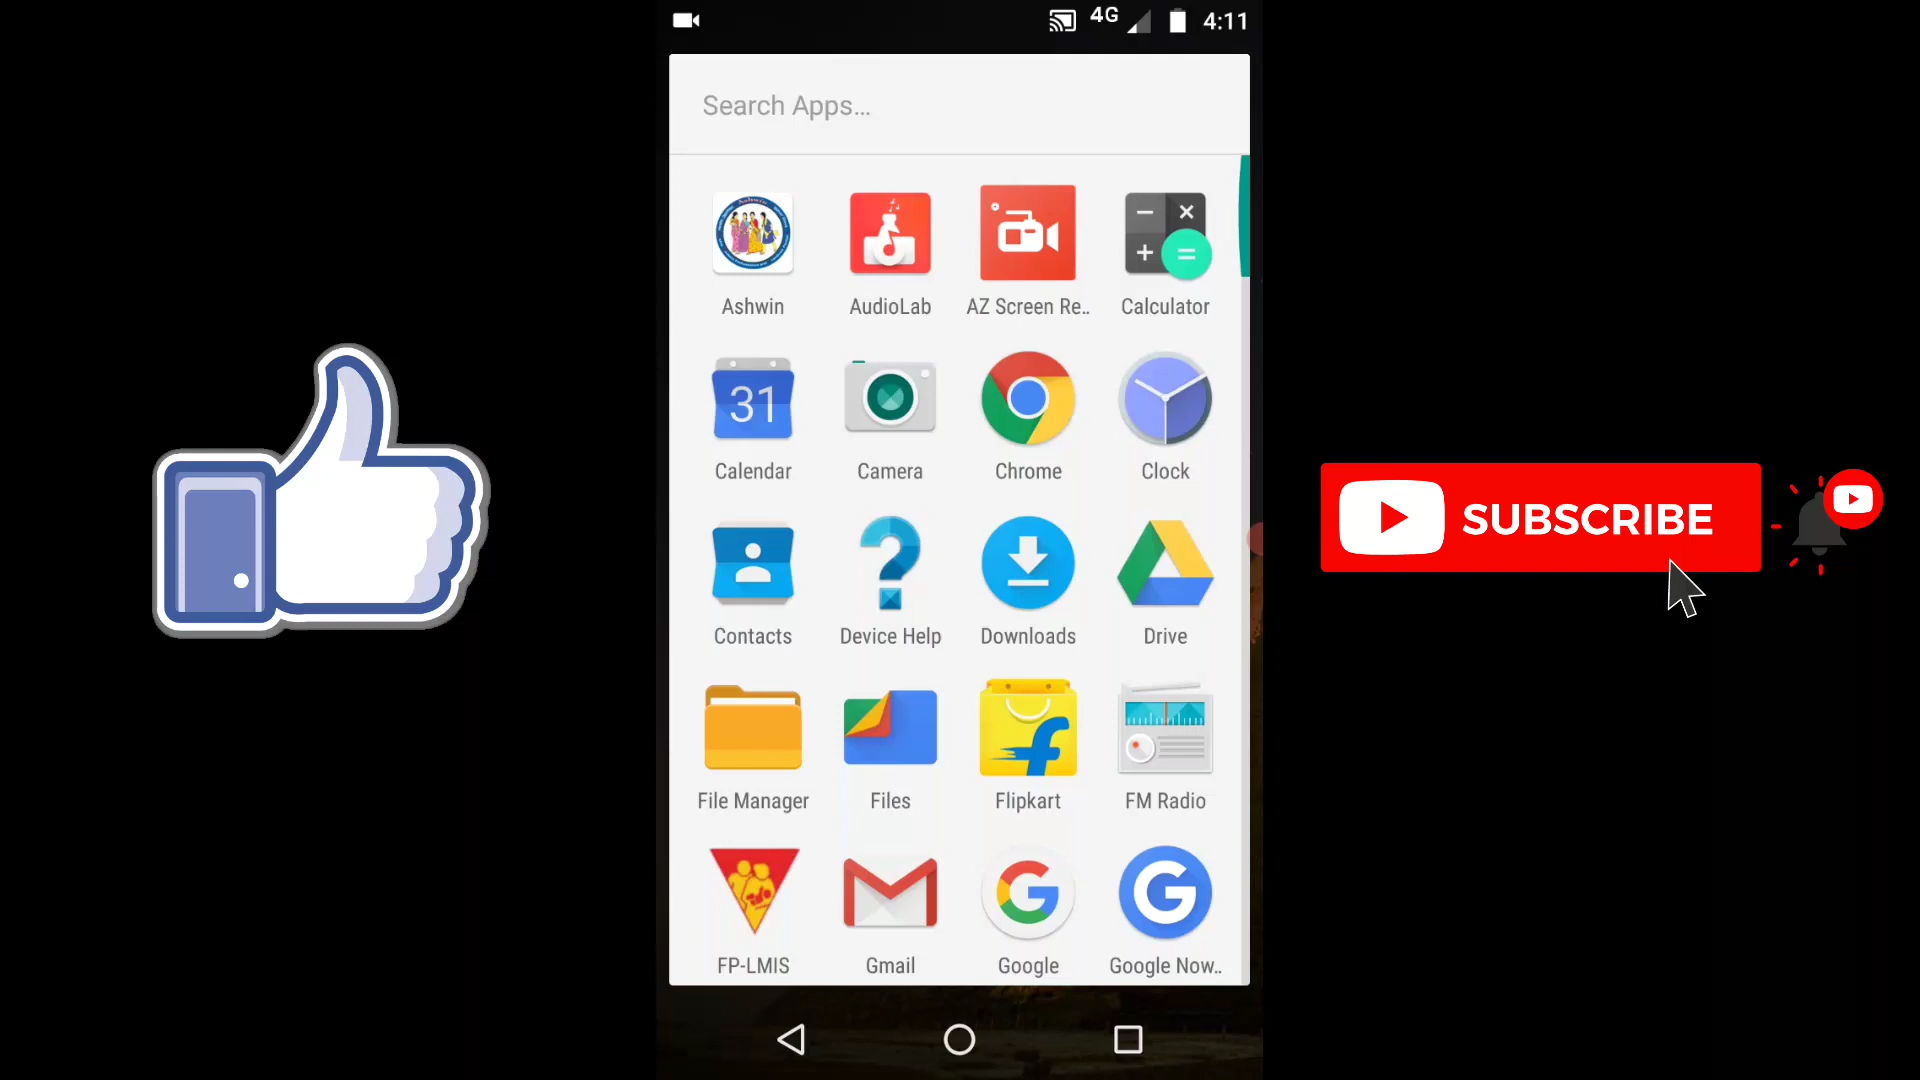 4G 4:11
Search Apps...
Ashwin AudioLab AZ Screen Re.. Calculator
31
Calendar Camera Chrome Clock
SUBSCRIBE
Contacts Device Help Downloads Drive
File Manager Files Flipkart FM Radio
FP-LMIS Gmail Google Google Now..